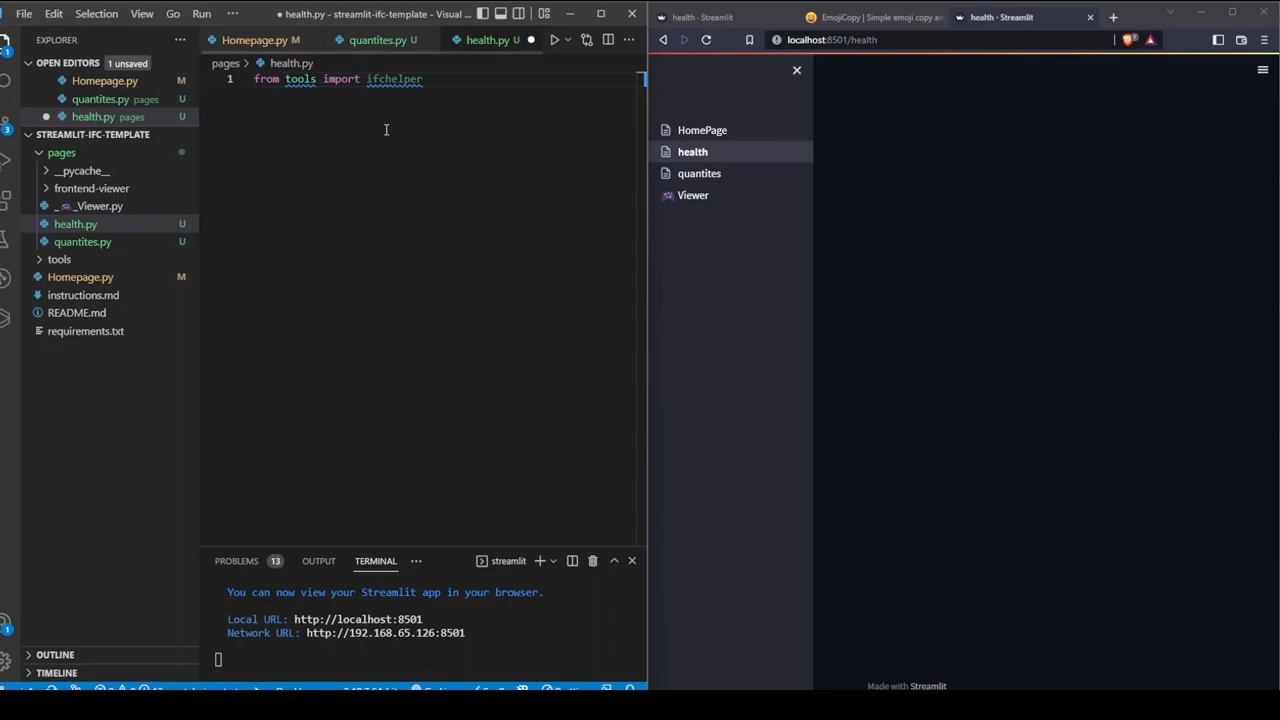 File Edit Selection View Go Run ··· ● health.py - streamlit-ifc-template - Visual ...
EXPLORER ···
OPEN EDITORS 1 unsaved
Homepage.py M
quantites.py pages U
● health.py pages U
STREAMLIT-IFC-TEMPLATE
pages
__pycache__
frontend-viewer
_👾_Viewer.py
health.py U
quantites.py U
tools
Homepage.py M
instructions.md
README.md
requirements.txt
OUTLINE
TIMELINE
Homepage.py M quantites.py U health.py U ●
pages > health.py
1 from tools import ifchelper
PROBLEMS 13 OUTPUT TERMINAL ··· streamlit
You can now view your Streamlit app in your browser.
Local URL: http://localhost:8501
Network URL: http://192.168.65.126:8501
health · Streamlit EmojiCopy | Simple emoji copy an health · Streamlit
localhost:8501/health
HomePage
health
quantites
Viewer
Made with Streamlit